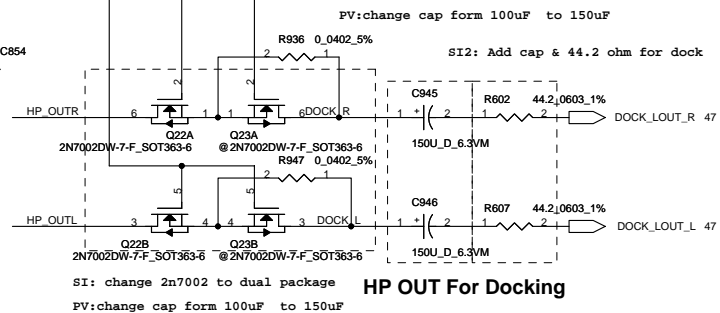 PV:change cap form 100uF to 150uF
R936 0_0402_5%
C854
SI2: Add cap & 44.2 ohm for dock
2 1
2 2
C945
R602 44.2_0603_1%
HP_OUTR 6 1 1 6 DOCK_R 1 + 2 1 2 DOCK_LOUT_R 47
Q22A Q23A
2N7002DW-7-F_SOT363-6 @2N7002DW-7-F_SOT363-6
150U_D_6.3VM
R947 0_0402_5%
2 1
5 5
C946
R607 44.2_0603_1%
HP_OUTL 3 4 4 3 DOCK_L 1 + 2 1 2 DOCK_LOUT_L 47
Q22B Q23B
2N7002DW-7-F_SOT363-6 @2N7002DW-7-F_SOT363-6
150U_D_6.3VM
SI: change 2n7002 to dual package
HP OUT For Docking
PV:change cap form 100uF to 150uF